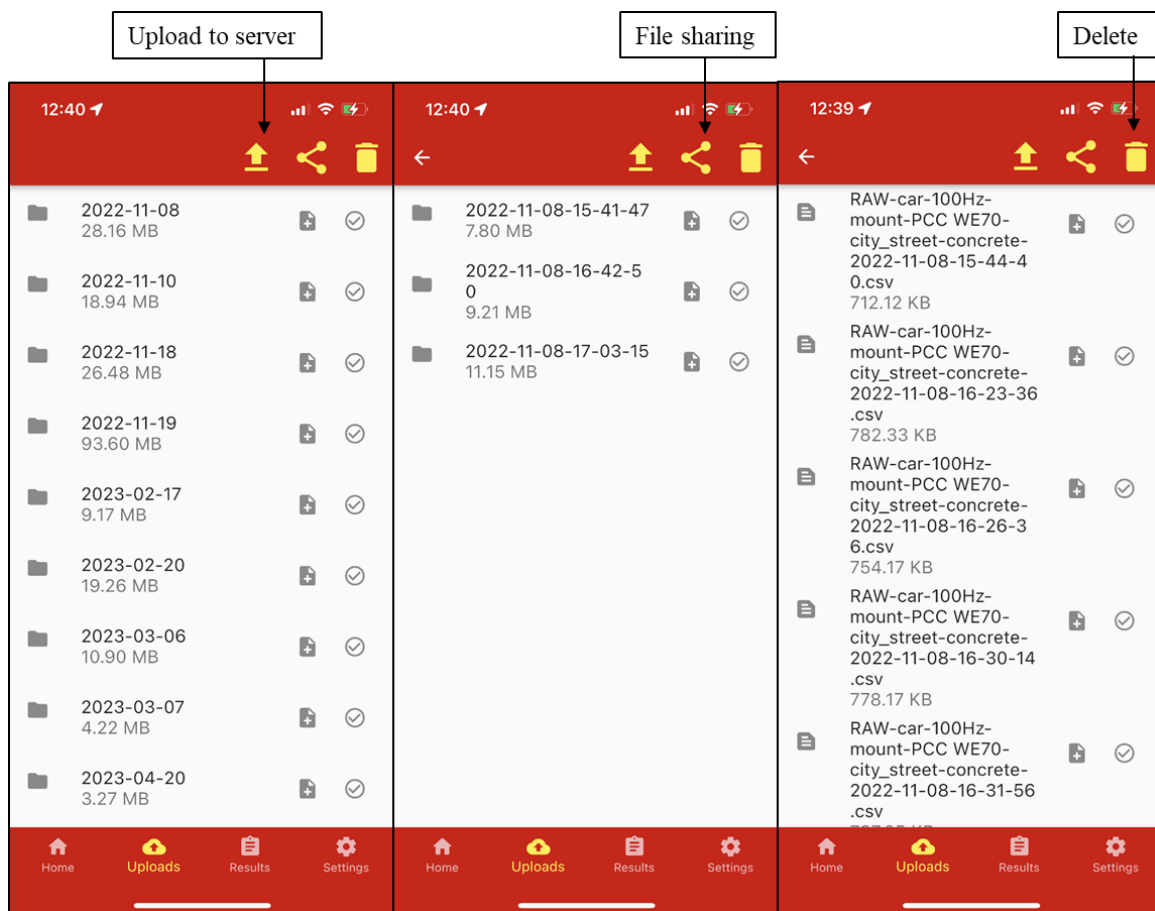 Upload to server
File sharing
Delete
12:40
2022-11-08
28.16 MB
2022-11-10
18.94 MB
2022-11-18
26.48 MB
2022-11-19
93.60 MB
2023-02-17
9.17 MB
2023-02-20
19.26 MB
2023-03-06
10.90 MB
2023-03-07
4.22 MB
2023-04-20
3.27 MB
Home Uploads Results Settings
12:40
2022-11-08-15-41-47
7.80 MB
2022-11-08-16-42-5
0
9.21 MB
2022-11-08-17-03-15
11.15 MB
Home Uploads Results Settings
12:39
RAW-car-100Hz-
mount-PCC WE70-
city_street-concrete-
2022-11-08-15-44-4
0.csv
712.12 KB
RAW-car-100Hz-
mount-PCC WE70-
city_street-concrete-
2022-11-08-16-23-36
.csv
782.33 KB
RAW-car-100Hz-
mount-PCC WE70-
city_street-concrete-
2022-11-08-16-26-3
6.csv
754.17 KB
RAW-car-100Hz-
mount-PCC WE70-
city_street-concrete-
2022-11-08-16-30-14
.csv
778.17 KB
RAW-car-100Hz-
mount-PCC WE70-
city_street-concrete-
2022-11-08-16-31-56
.csv
Home Uploads Results Settings